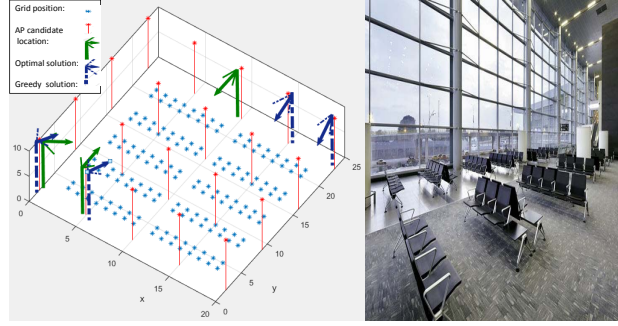 Grid position:
AP candidate
location:
Optimal solution:
Greedy solution:
10
5
0
0
5
10
15
20
x
0
5
10
15
20
25
y